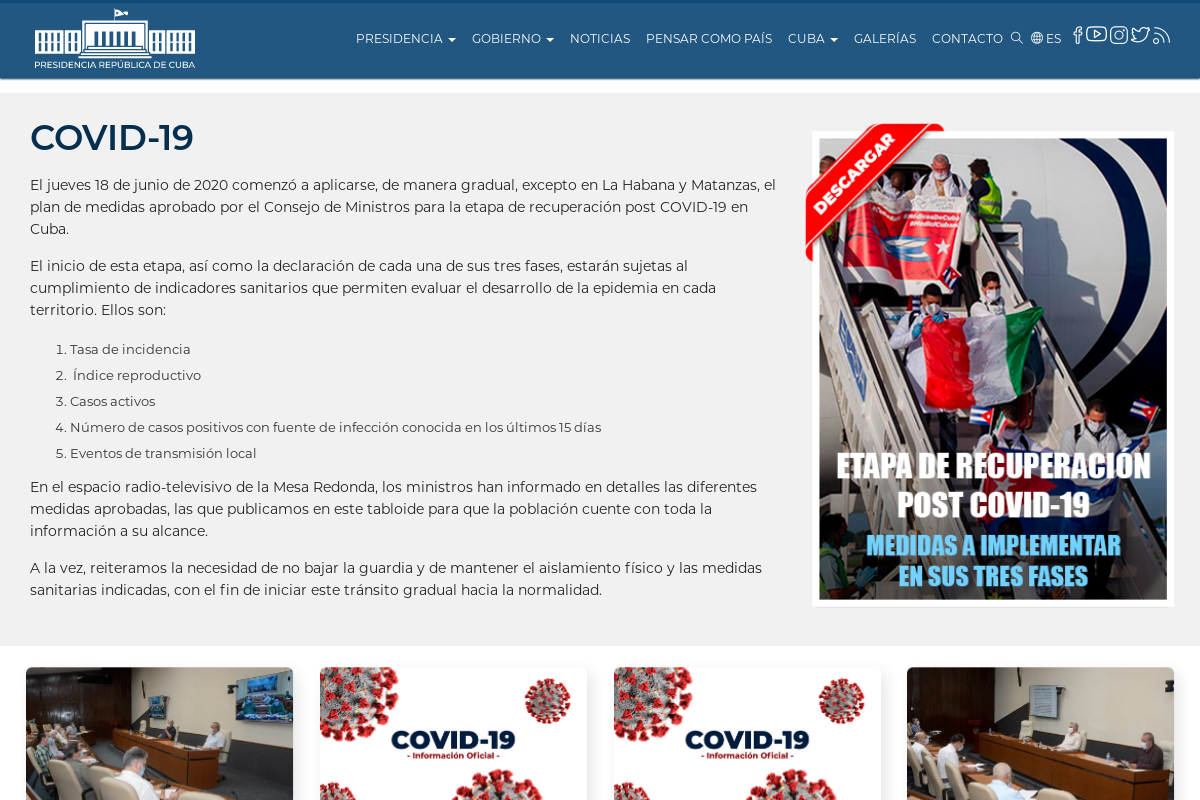 PRESIDENCIA REPÚBLICA DE CUBA
PRESIDENCIA GOBIERNO NOTICIAS PENSAR COMO PAÍS CUBA GALERÍAS CONTACTO ES
COVID-19
El jueves 18 de junio de 2020 comenzó a aplicarse, de manera gradual, excepto en La Habana y Matanzas, el
plan de medidas aprobado por el Consejo de Ministros para la etapa de recuperación post COVID-19 en
Cuba.
El inicio de esta etapa, así como la declaración de cada una de sus tres fases, estarán sujetas al
cumplimiento de indicadores sanitarios que permiten evaluar el desarrollo de la epidemia en cada
territorio. Ellos son:
1. Tasa de incidencia
2. Índice reproductivo
3. Casos activos
4. Número de casos positivos con fuente de infección conocida en los últimos 15 días
5. Eventos de transmisión local
En el espacio radio-televisivo de la Mesa Redonda, los ministros han informado en detalles las diferentes
medidas aprobadas, las que publicamos en este tabloide para que la población cuente con toda la
información a su alcance.
A la vez, reiteramos la necesidad de no bajar la guardia y de mantener el aislamiento físico y las medidas
sanitarias indicadas, con el fin de iniciar este tránsito gradual hacia la normalidad.
DESCARGAR
#MédicosDeCuba
ETAPA DE RECUPERACIÓN
POST COVID-19
MEDIDAS A IMPLEMENTAR
EN SUS TRES FASES
COVID-19
- Información Oficial -
COVID-19
- Información Oficial -